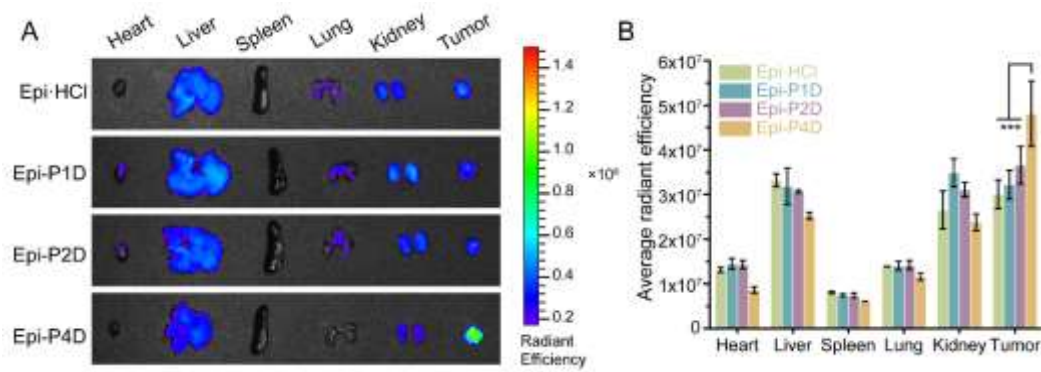 A
Heart Liver Spleen Lung Kidney Tumor
Epi·HCl
Epi-P1D
Epi-P2D
Epi-P4D
1.4
1.2
1.0
0.8
0.6
0.4
0.2
Radiant
Efficiency
B
Average radiant efficiency
6x10⁷
5x10⁷
4x10⁷
3x10⁷
2x10⁷
1x10⁷
0
Epi·HCl
Epi-P1D
Epi-P2D
Epi-P4D
***
Heart Liver Spleen Lung Kidney Tumor